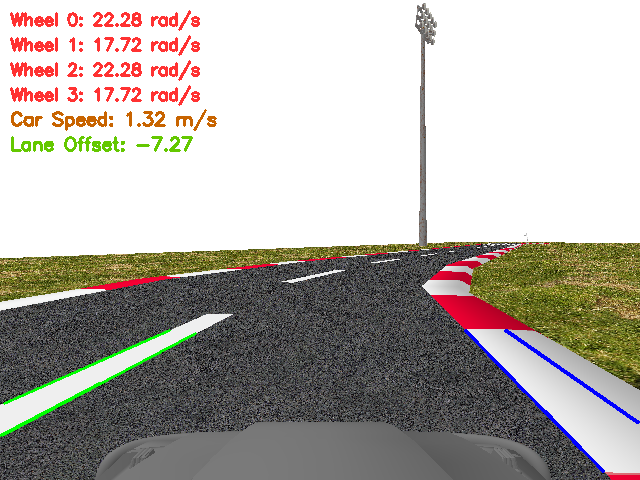 Wheel 0: 22.28 rad/s
Wheel 1: 17.72 rad/s
Wheel 2: 22.28 rad/s
Wheel 3: 17.72 rad/s
Car Speed: 1.32 m/s
Lane Offset: -7.27